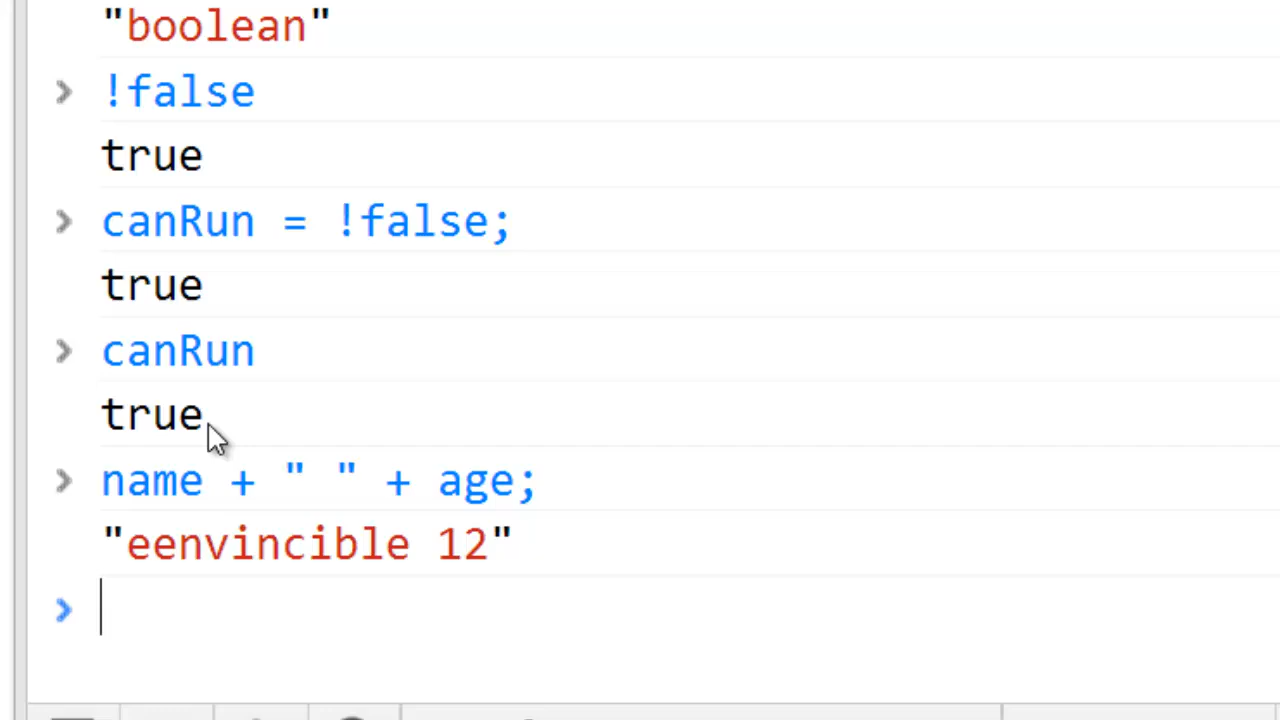 "boolean"
> !false
true
> canRun = !false;
true
> canRun
true
> name + " " + age;
"eenvincible 12"
>